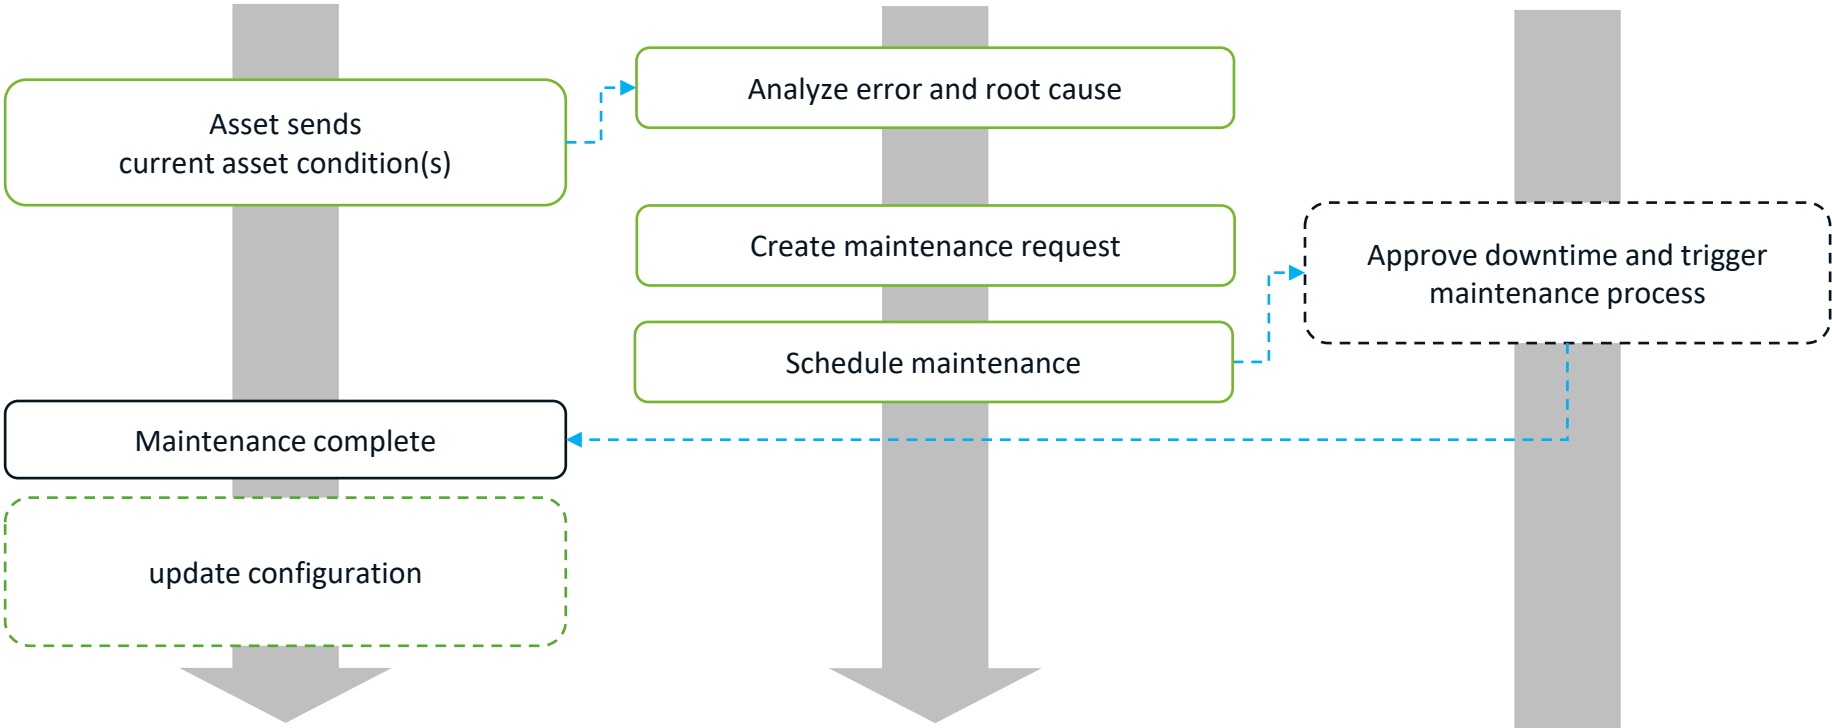 Asset sends
current asset condition(s)
Analyze error and root cause
Create maintenance request
Schedule maintenance
Approve downtime and trigger
maintenance process
Maintenance complete
update configuration